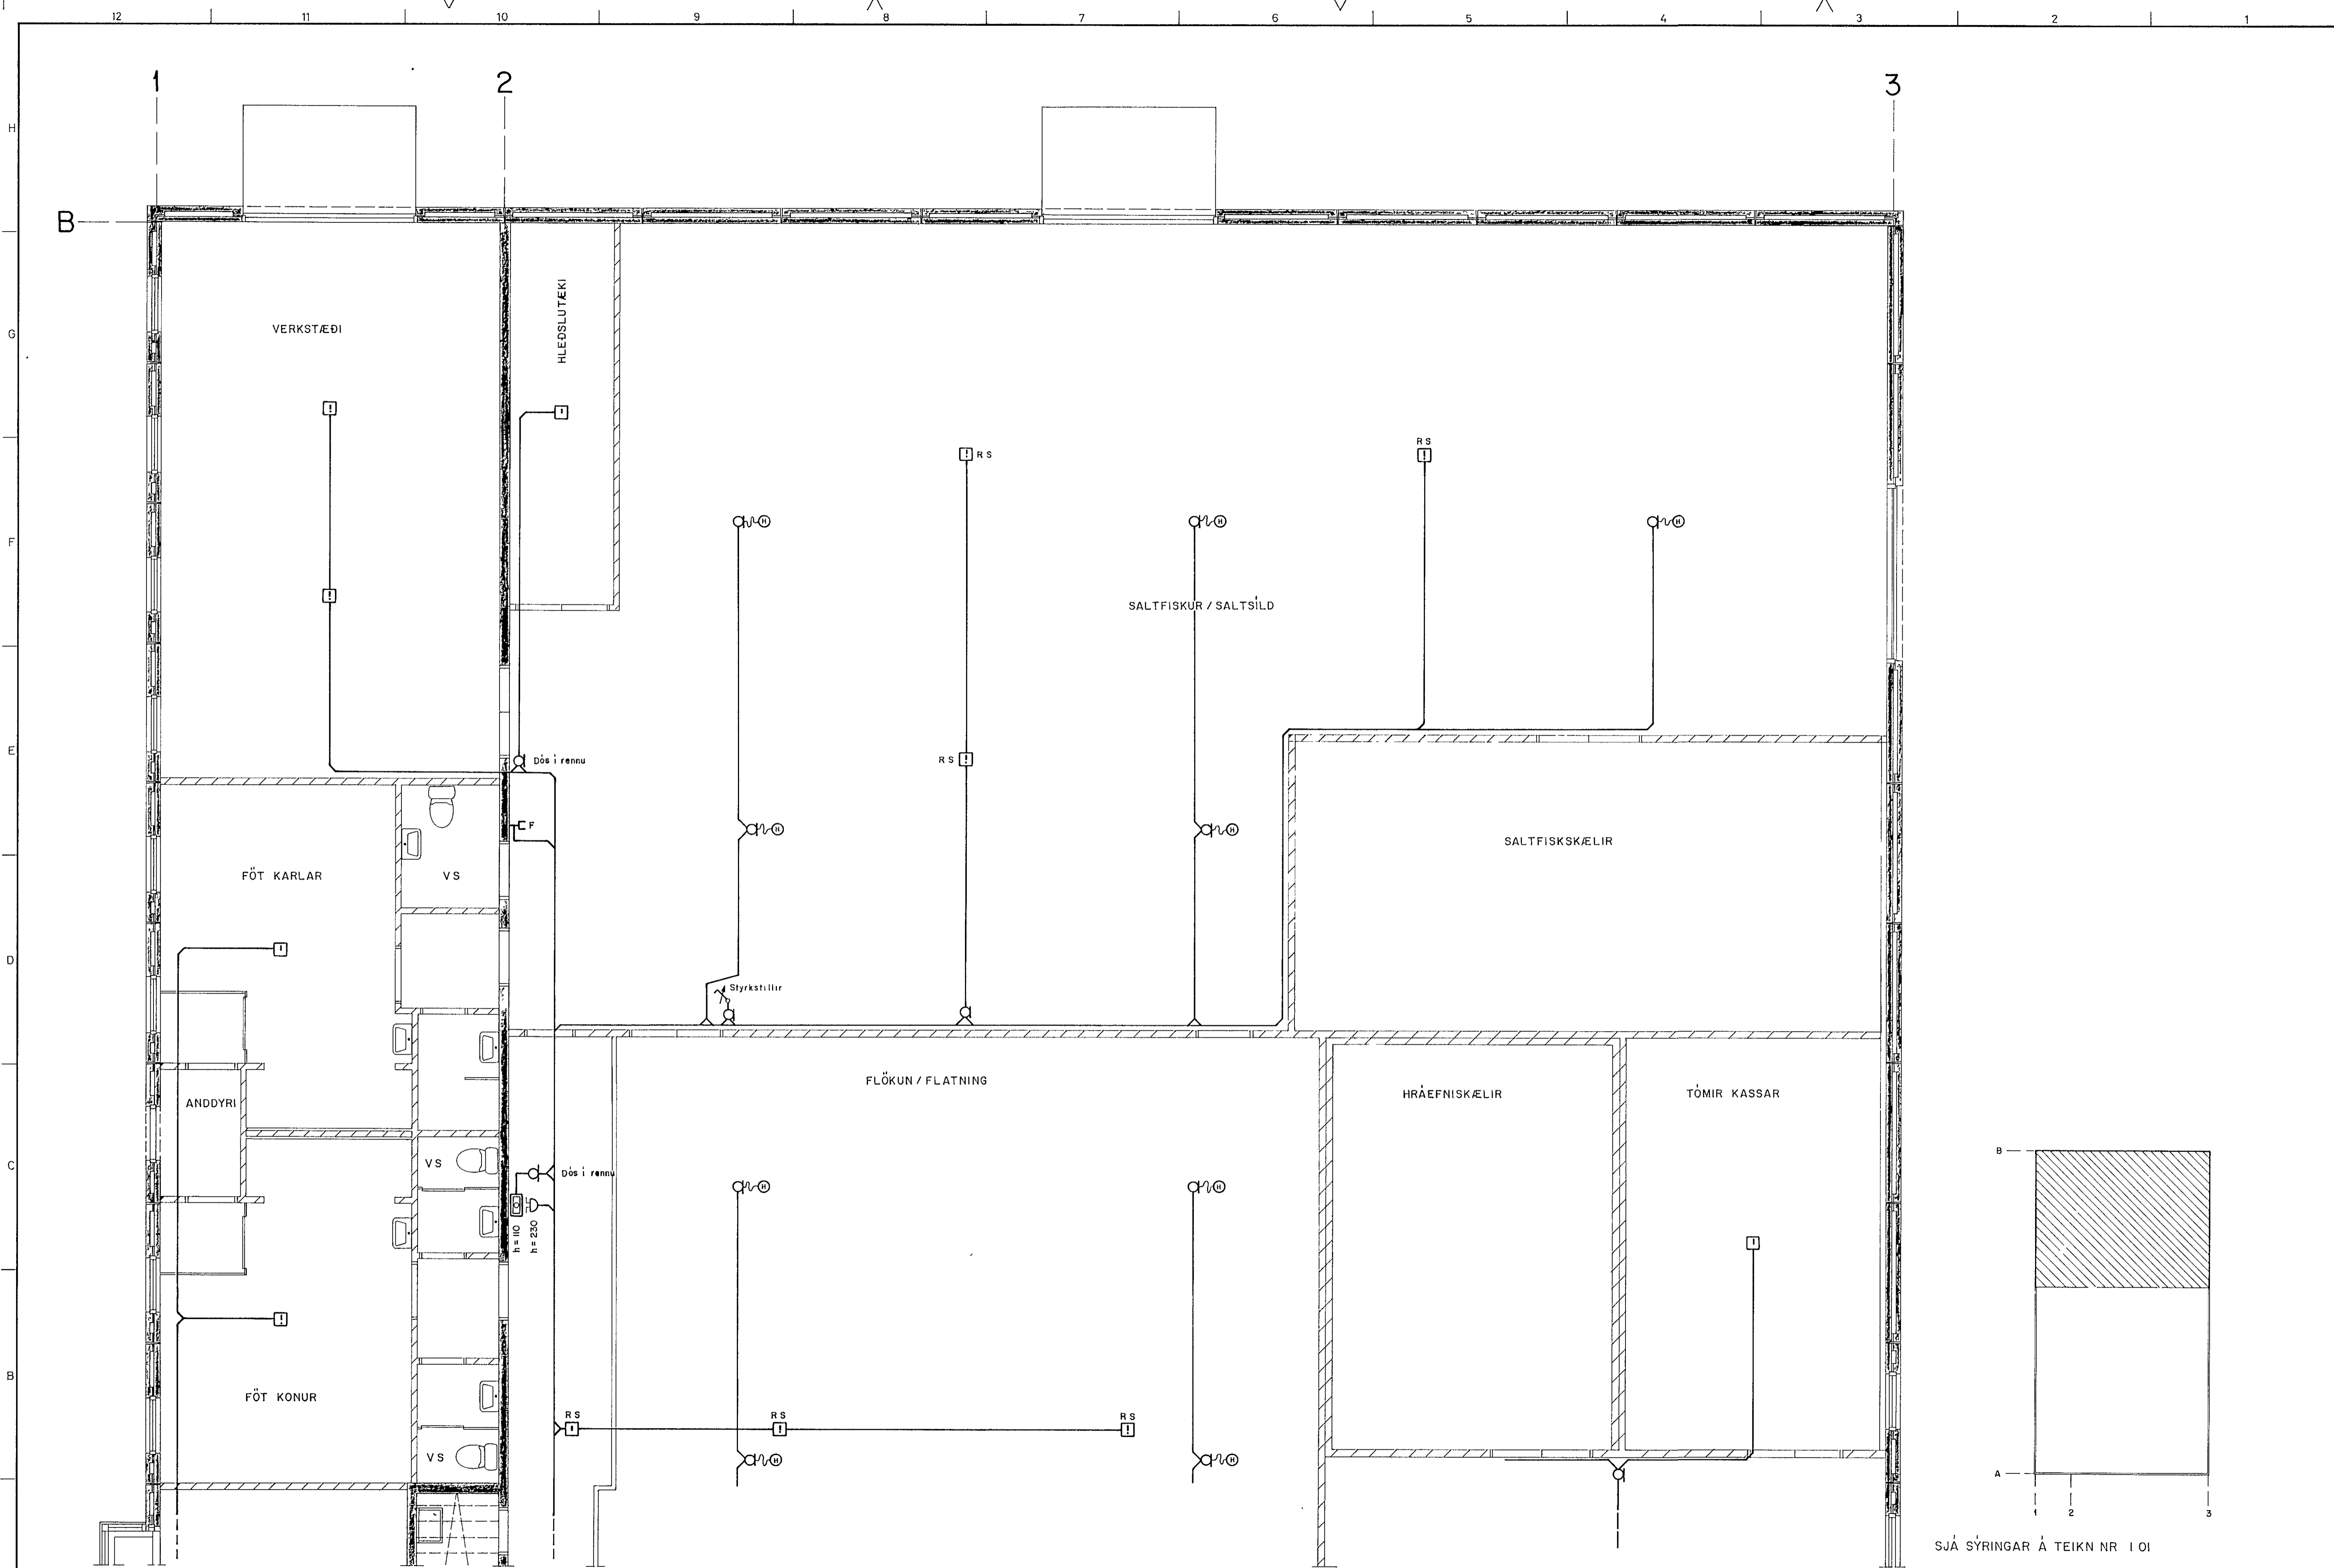 12 11 10 9 8 7 6 5 4 3 2 1
1 2 3
H
B
G
VERKSTÆÐI
HLEÐSLUTÆKI
RS
RS
F
H H H
SALTFISKUR / SALTSÍLD
E
Dós í rennu
RS
F
H H
SALTFISKSKÆLIR
FÖT KARLAR
VS
D
Styrkstillir
FLÖKUN / FLATNING
HRÁEFNISKÆLIR
TÓMIR KASSAR
ANDDYRI
VS
C
Dós í rennu
H H
h = 110
h = 230
B
B
FÖT KONUR
RS RS RS
VS
H H
A
1 2 3
SJÁ SÝRINGAR Á TEIKN NR 1 01